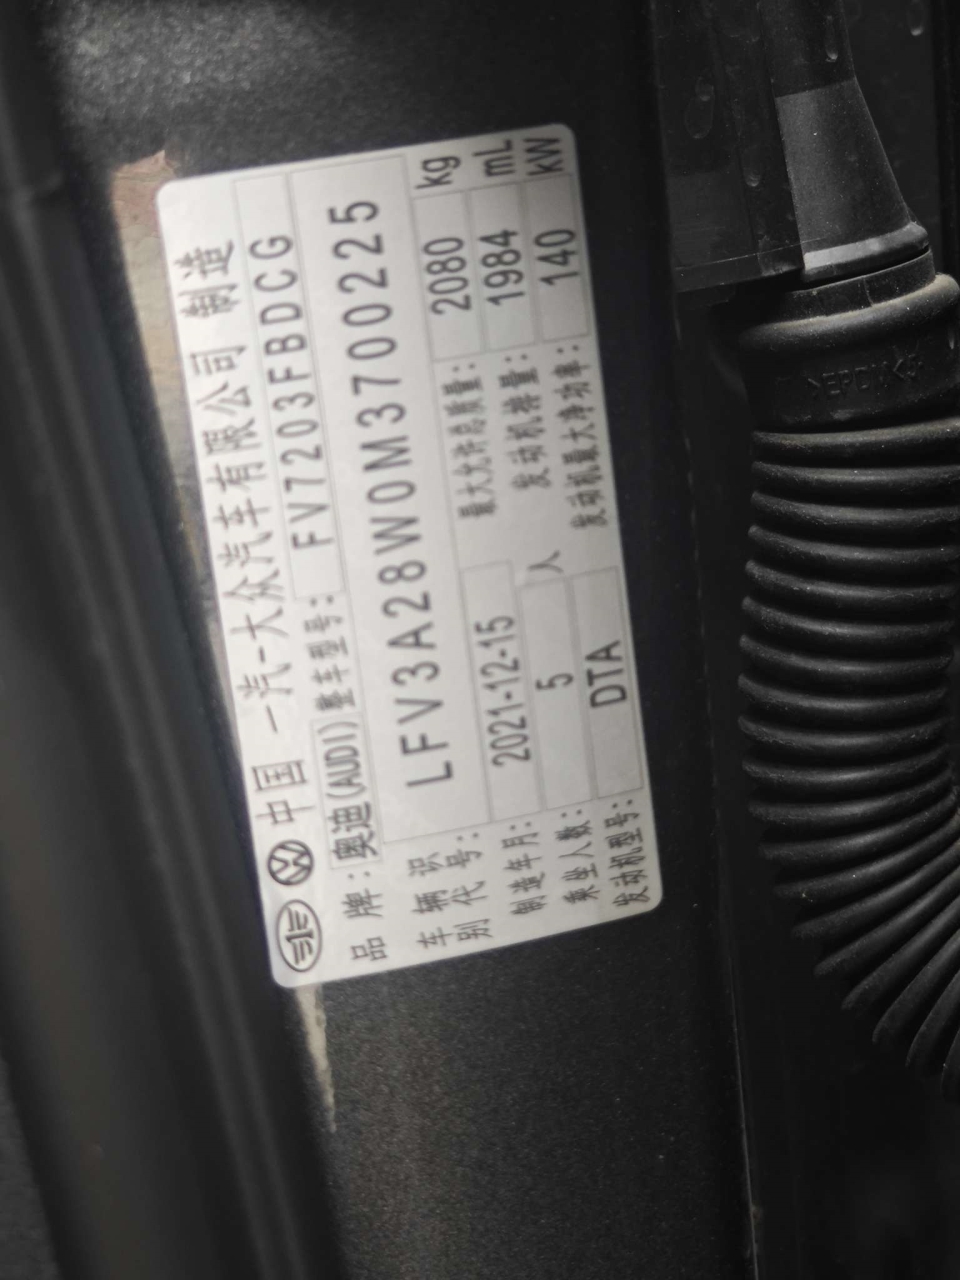 中国 一汽-大众汽车有限公司 制造
品牌:奥迪(AUDI) 整车型号: FV7203FBDCG
车辆识别代号: LFV3A28W0M3700225
制造年月: 2021-12-15 最大允许总质量: 2080 kg
乘坐人数: 5 人 发动机排量: 1984 mL
发动机型号: DTA 发动机最大净功率: 140 kW